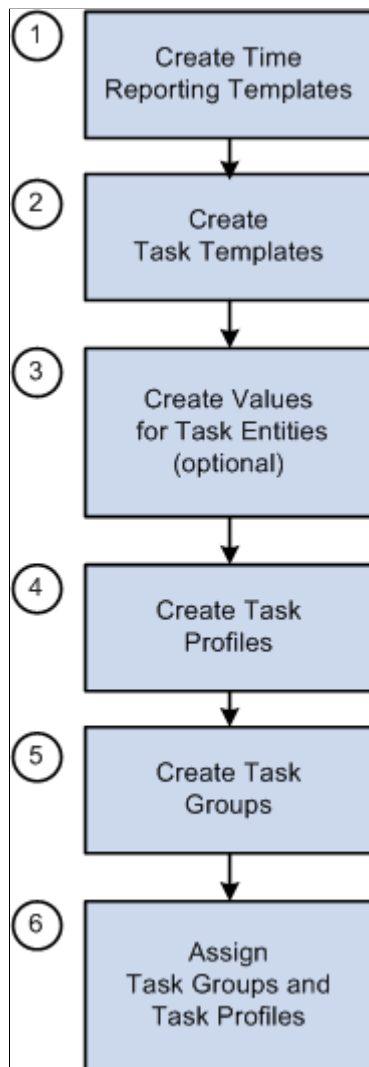 1
Create Time
Reporting Templates
2
Create
Task Templates
3
Create Values
for Task Entities
(optional)
4
Create Task
Profiles
5
Create Task
Groups
6
Assign
Task Groups and
Task Profiles